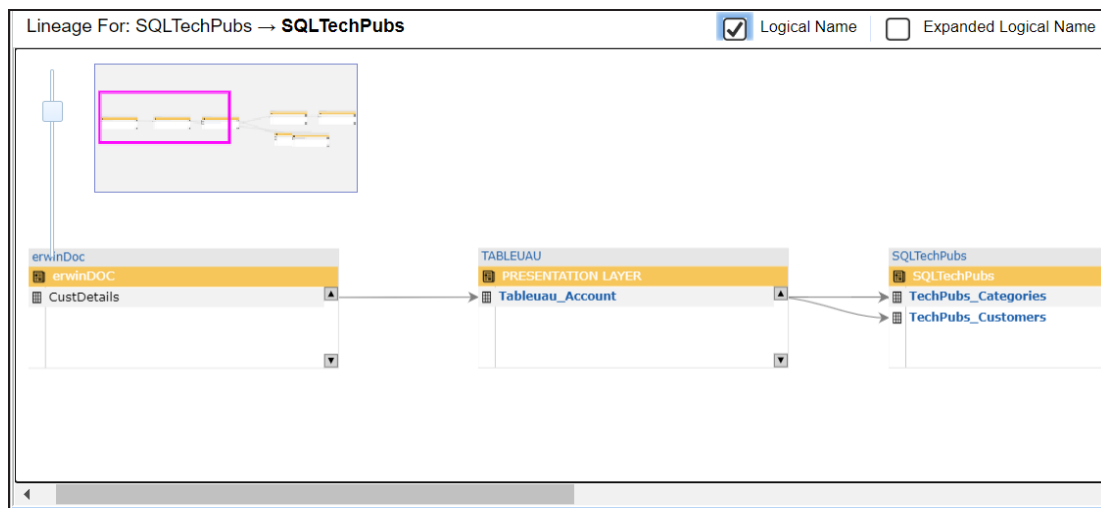 Lineage For: SQLTechPubs → SQLTechPubs
Logical Name
Expanded Logical Name
erwinDoc
erwinDOC
CustDetails
TABLEUAU
PRESENTATION LAYER
Tableuau_Account
SQLTechPubs
SQLTechPubs
TechPubs_Categories
TechPubs_Customers